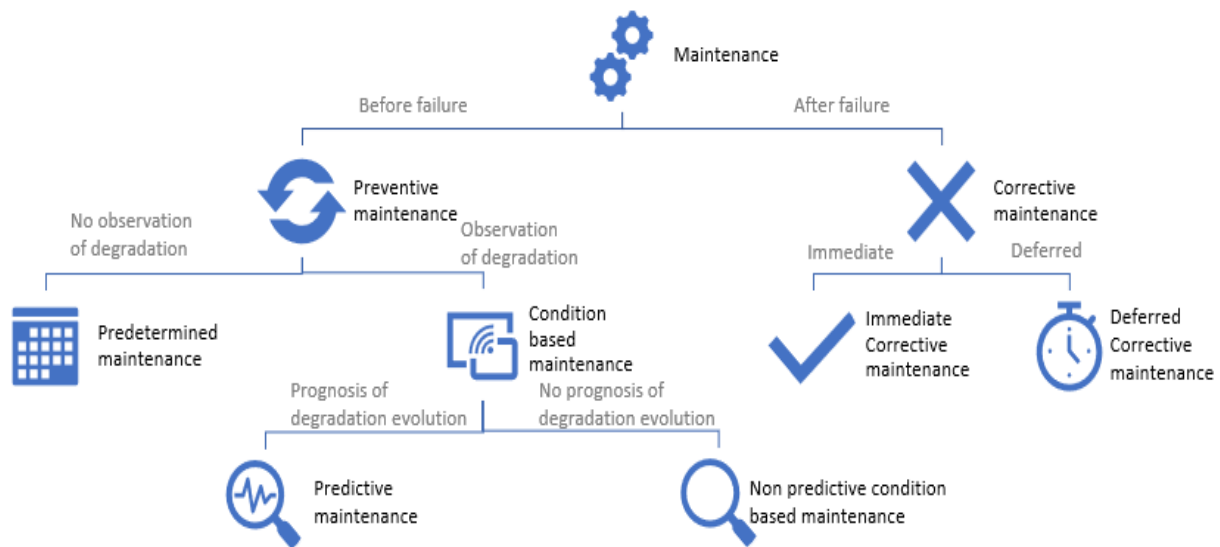 Maintenance
Before failure
After failure
Preventive
maintenance
Corrective
maintenance
No observation
of degradation
Observation
of degradation
Immediate
Deferred
Predetermined
maintenance
Condition
based
maintenance
Immediate
Corrective
maintenance
Deferred
Corrective
maintenance
Prognosis of
degradation evolution
No prognosis of
degradation evolution
Predictive
maintenance
Non predictive condition
based maintenance